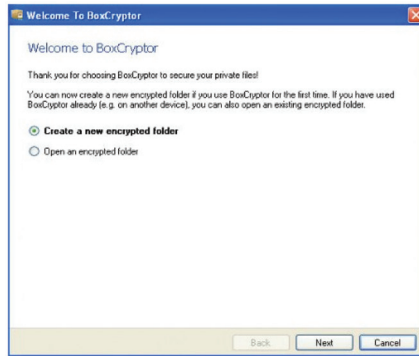 Welcome To BoxCryptor
Welcome to BoxCryptor
Thank you for choosing BoxCryptor to secure your private files!
You can now create a new encrypted folder if you use BoxCryptor for the first time. If you have used
BoxCryptor already (e.g. on another device), you can also open an existing encrypted folder.
Create a new encrypted folder
Open an encrypted folder
Back Next Cancel